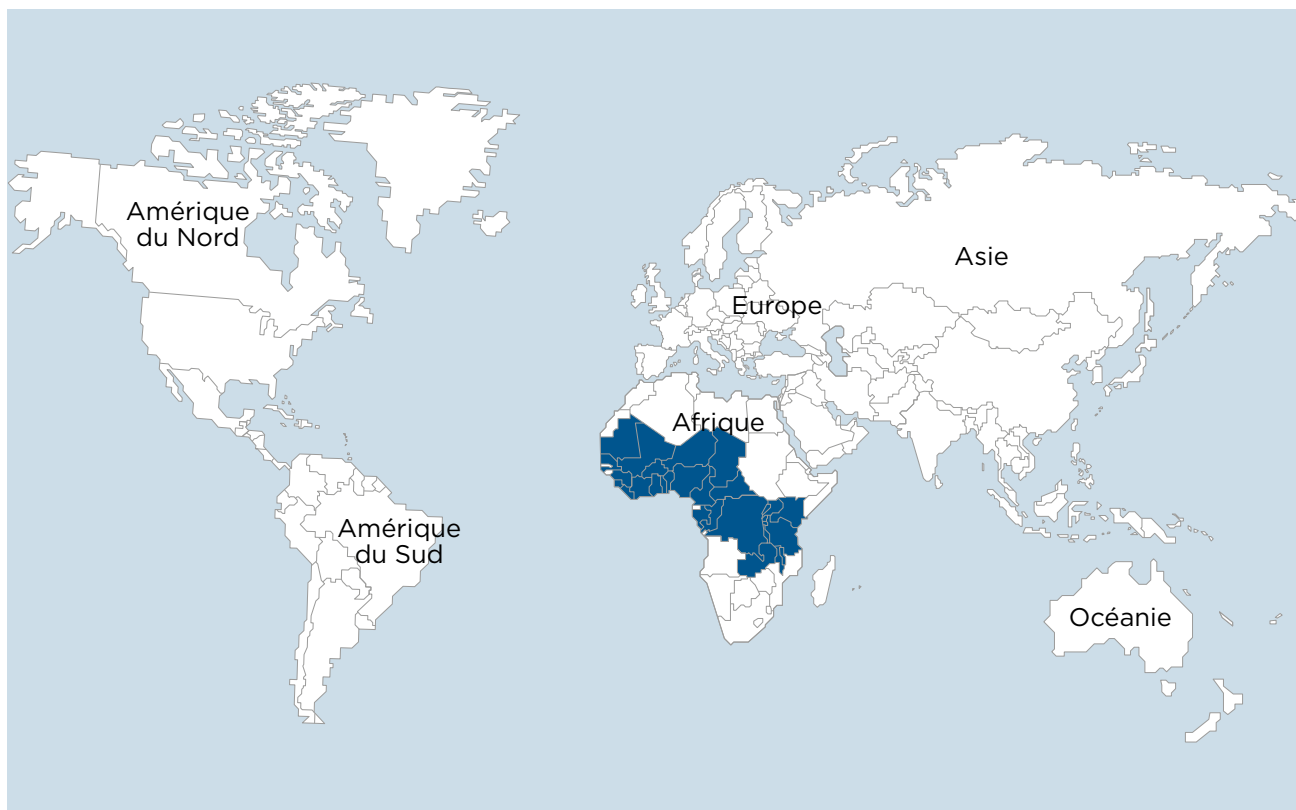 Amérique
du Nord
Asie
Europe
Afrique
Amérique
du Sud
Océanie